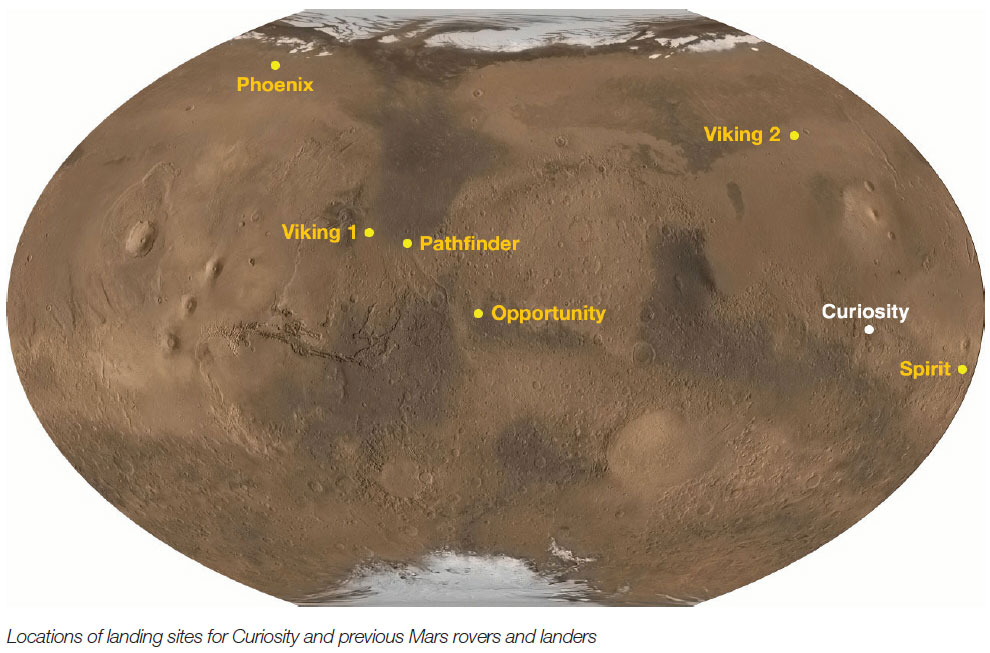 Phoenix
Viking 2
Viking 1
Pathfinder
Opportunity
Curiosity
Spirit
Locations of landing sites for Curiosity and previous Mars rovers and landers